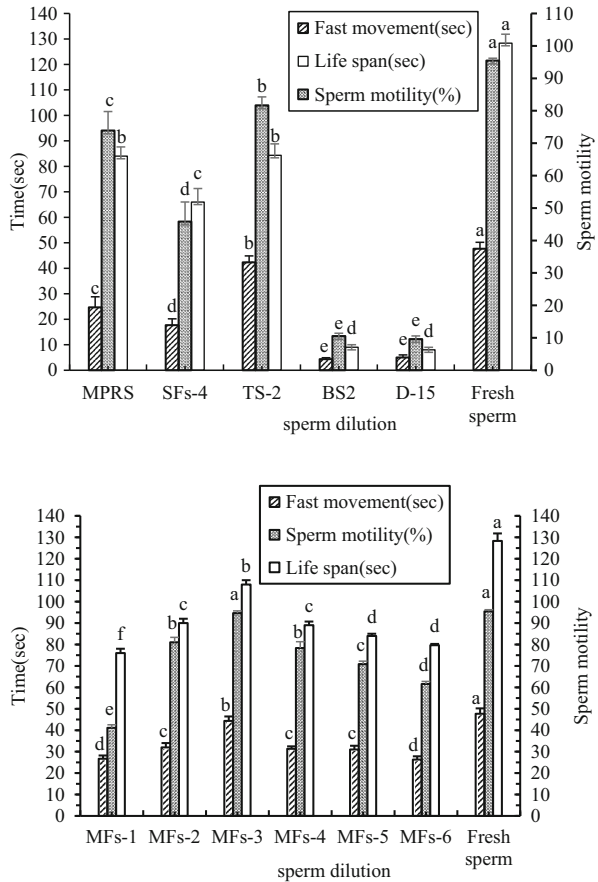 140
130
120
110
100
90
80
70
60
50
40
30
20
10
0
Time(sec)
Fast movement(sec)
Life span(sec)
Sperm motility(%)
110
100
90
80
70
60
50
40
30
20
10
0
Sperm motility
c c b
d d c
b b b
e e d
e e d
a a a
MPRS SFs-4 TS-2 BS2 D-15 Fresh
sperm
sperm dilution
140
130
120
110
100
90
80
70
60
50
40
30
20
10
0
Time(sec)
Fast movement(sec)
Sperm motility(%)
Life span(sec)
140
130
120
110
100
90
80
70
60
50
40
30
20
10
0
Sperm motility
d e f
c b c
b a b
c b c
c c d
d d d
a a a
MFs-1 MFs-2 MFs-3 MFs-4 MFs-5 MFs-6 Fresh
sperm
sperm dilution